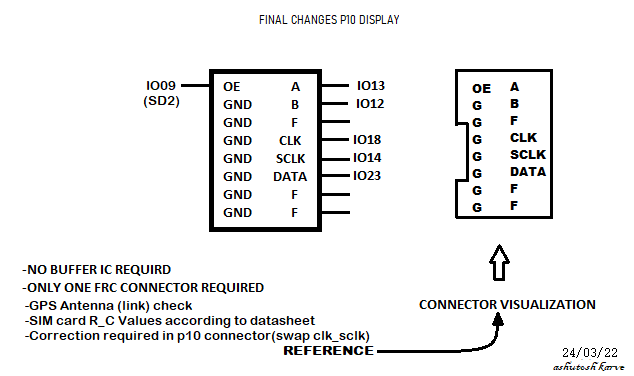 FINAL CHANGES P10 DISPLAY
IO09 OE A IO13
(SD2) GND B IO12
GND F
GND CLK IO18
GND SCLK IO14
GND DATA IO23
GND F
GND F
OE A
G B
G F
G CLK
G SCLK
G DATA
G F
G F
-NO BUFFER IC REQUIRD
-ONLY ONE FRC CONNECTOR REQUIRED
-GPS Antenna (link) check
-SIM card R_C Values according to datasheet
-Correction required in p10 connector(swap clk_sclk)
REFERENCE
CONNECTOR VISUALIZATION
24/03/22
ashutosh karve